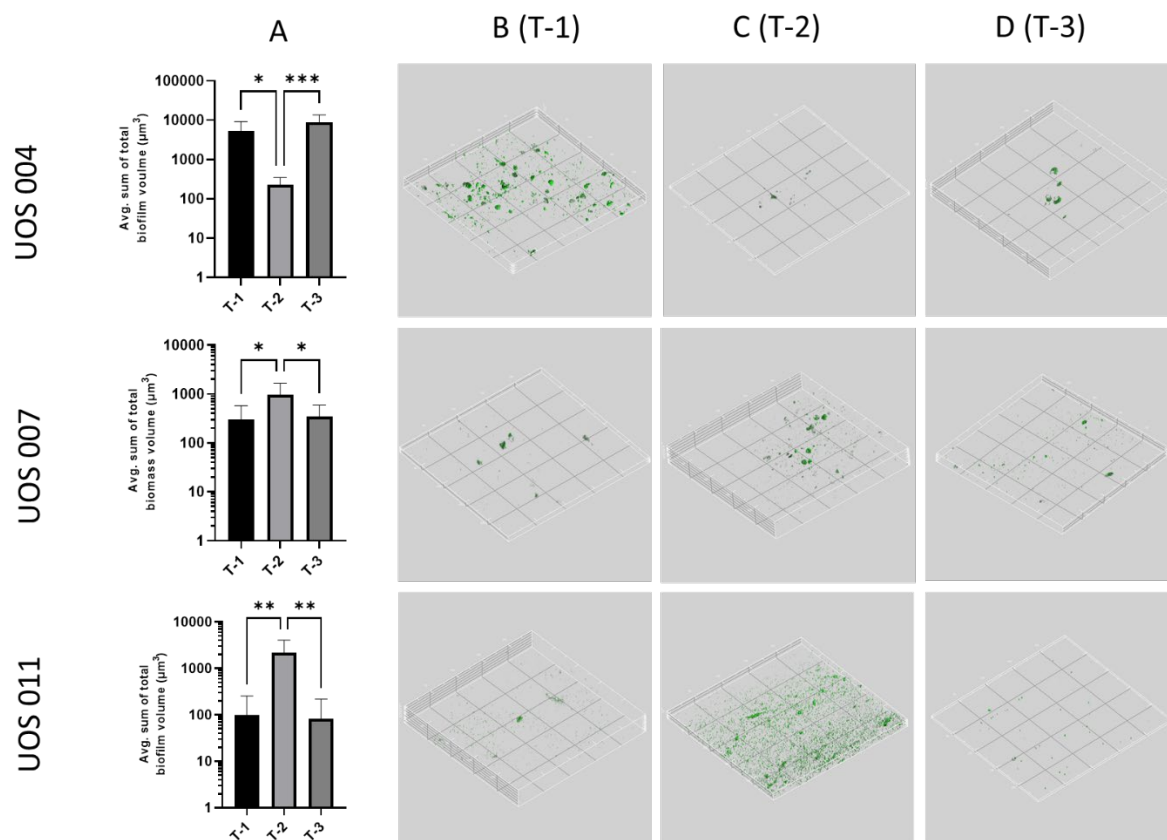 A
B (T-1)
C (T-2)
D (T-3)
UOS 004
Avg. sum of total
biofilm voulme (µm³)
100000
10000
1000
100
10
1
* ***
T-1 T-2 T-3
UOS 007
Avg. sum of total
biomass volume (µm³)
10000
1000
100
10
1
* *
T-1 T-2 T-3
UOS 011
Avg. sum of total
biofilm volume (µm³)
10000
1000
100
10
1
** **
T-1 T-2 T-3